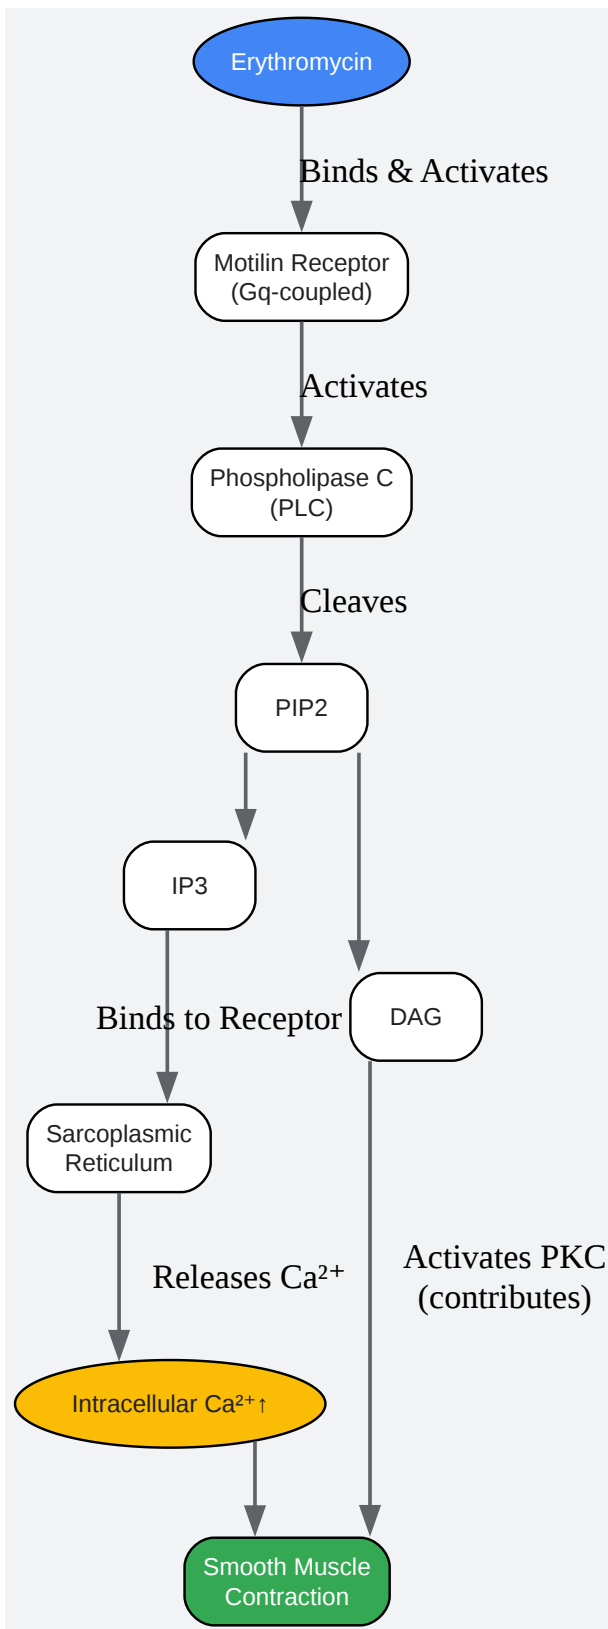 Erythromycin
Binds & Activates
Motilin Receptor
(Gq-coupled)
Activates
Phospholipase C
(PLC)
Cleaves
PIP2
IP3
Binds to Receptor
DAG
Sarcoplasmic
Reticulum
Releases Ca²⁺
Activates PKC
(contributes)
Intracellular Ca²⁺↑
Smooth Muscle
Contraction